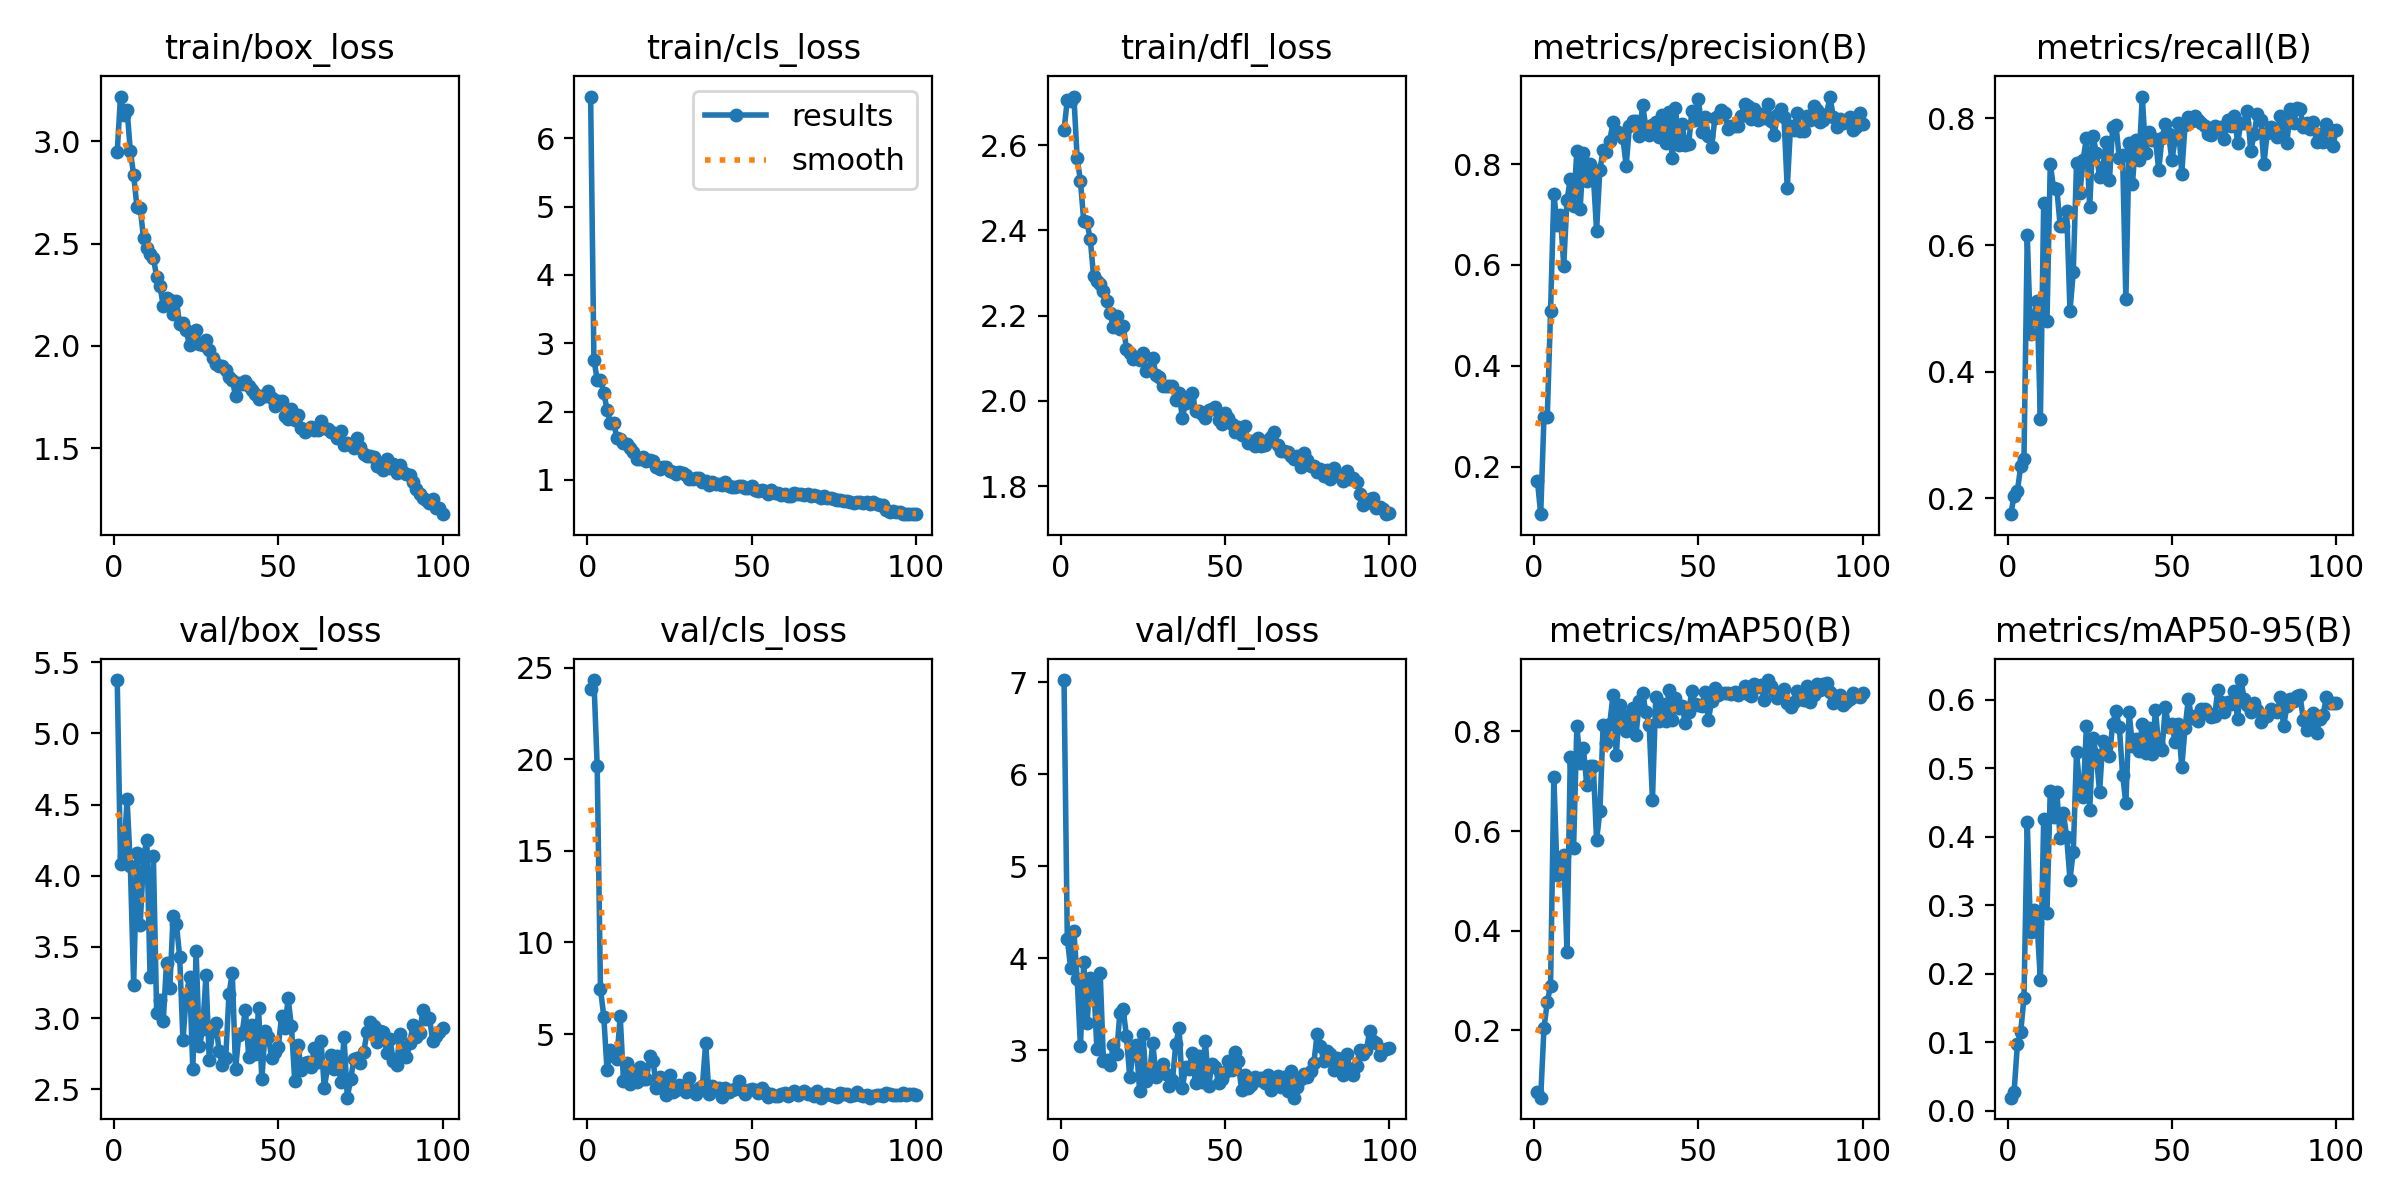 train/box_loss
train/cls_loss
train/dfl_loss
metrics/precision(B)
metrics/recall(B)
3.0
2.5
2.0
1.5
0 50 100
results
smooth
6
5
4
3
2
1
0 50 100
2.6
2.4
2.2
2.0
1.8
0 50 100
0.8
0.6
0.4
0.2
0 50 100
0.8
0.6
0.4
0.2
0 50 100
val/box_loss
val/cls_loss
val/dfl_loss
metrics/mAP50(B)
metrics/mAP50-95(B)
5.5
5.0
4.5
4.0
3.5
3.0
2.5
0 50 100
25
20
15
10
5
0 50 100
7
6
5
4
3
0 50 100
0.8
0.6
0.4
0.2
0 50 100
0.6
0.5
0.4
0.3
0.2
0.1
0.0
0 50 100